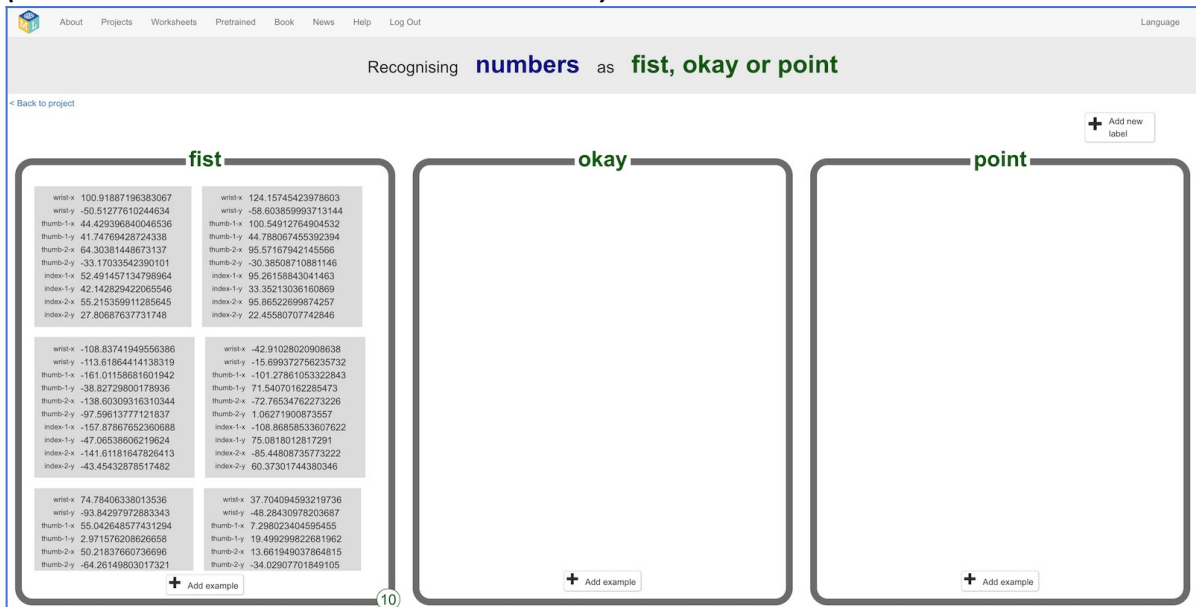 About Projects Worksheets Pretrained Book News Help Log Out Language
Recognising numbers as fist, okay or point
< Back to project
Add new
label
fist
wrist-x 100.91887196383067
wrist-y -50.51277610244634
thumb-1-x 44.429396840046536
thumb-1-y 41.74769428724338
thumb-2-x 64.30381448673137
thumb-2-y -33.17033542390101
index-1-x 52.491457134798964
index-1-y 42.142829422065546
index-2-x 55.215359911285645
index-2-y 27.80687637731748
wrist-x 124.15745423978603
wrist-y -58.603859993713144
thumb-1-x 100.54912764904532
thumb-1-y 44.788067455392394
thumb-2-x 95.57167942145566
thumb-2-y -30.38508710881146
index-1-x 95.26158843041463
index-1-y 33.35213036160869
index-2-x 95.86522699874257
index-2-y 22.45580707742846
wrist-x -108.83741949556386
wrist-y -113.61864414138319
thumb-1-x -161.01158681601942
thumb-1-y -38.82729800178936
thumb-2-x -138.60309316310344
thumb-2-y -97.59613777121837
index-1-x -157.87867652360688
index-1-y -47.06538606219624
index-2-x -141.61181647826413
index-2-y -43.45432878517482
wrist-x -42.91028020908638
wrist-y -15.699372756235732
thumb-1-x -101.27861053322843
thumb-1-y 71.54070162285473
thumb-2-x -72.76534762273226
thumb-2-y 1.06271900873557
index-1-x -108.86858533607622
index-1-y 75.0818012817291
index-2-x -85.44808735773222
index-2-y 60.37301744380346
wrist-x 74.78406338013536
wrist-y -93.84297972883343
thumb-1-x 55.042648577431294
thumb-1-y 2.971576208626658
thumb-2-x 50.21837660736696
thumb-2-y -64.26149803017321
wrist-x 37.704094593219736
wrist-y -48.28430978203687
thumb-1-x 7.298023404595455
thumb-1-y 19.499299822681962
thumb-2-x 13.661949037864815
thumb-2-y -34.02907701849105
Add example
10
okay
Add example
point
Add example